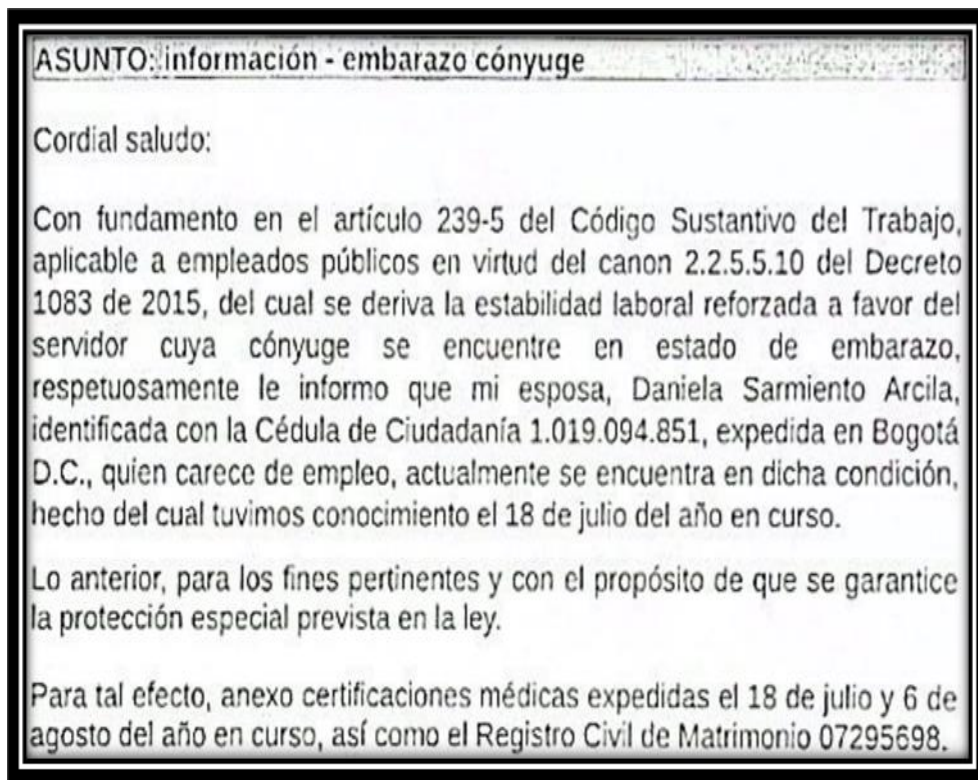 ASUNTO: información - embarazo cónyuge
Cordial saludo:
Con fundamento en el artículo 239-5 del Código Sustantivo del Trabajo,
aplicable a empleados públicos en virtud del canon 2.2.5.5.10 del Decreto
1083 de 2015, del cual se deriva la estabilidad laboral reforzada a favor del
servidor cuya cónyuge se encuentre en estado de embarazo,
respetuosamente le informo que mi esposa, Daniela Sarmiento Arcila,
identificada con la Cédula de Ciudadanía 1.019.094.851, expedida en Bogotá
D.C., quien carece de empleo, actualmente se encuentra en dicha condición,
hecho del cual tuvimos conocimiento el 18 de julio del año en curso.
Lo anterior, para los fines pertinentes y con el propósito de que se garantice
la protección especial prevista en la ley.
Para tal efecto, anexo certificaciones médicas expedidas el 18 de julio y 6 de
agosto del año en curso, así como el Registro Civil de Matrimonio 07295698.